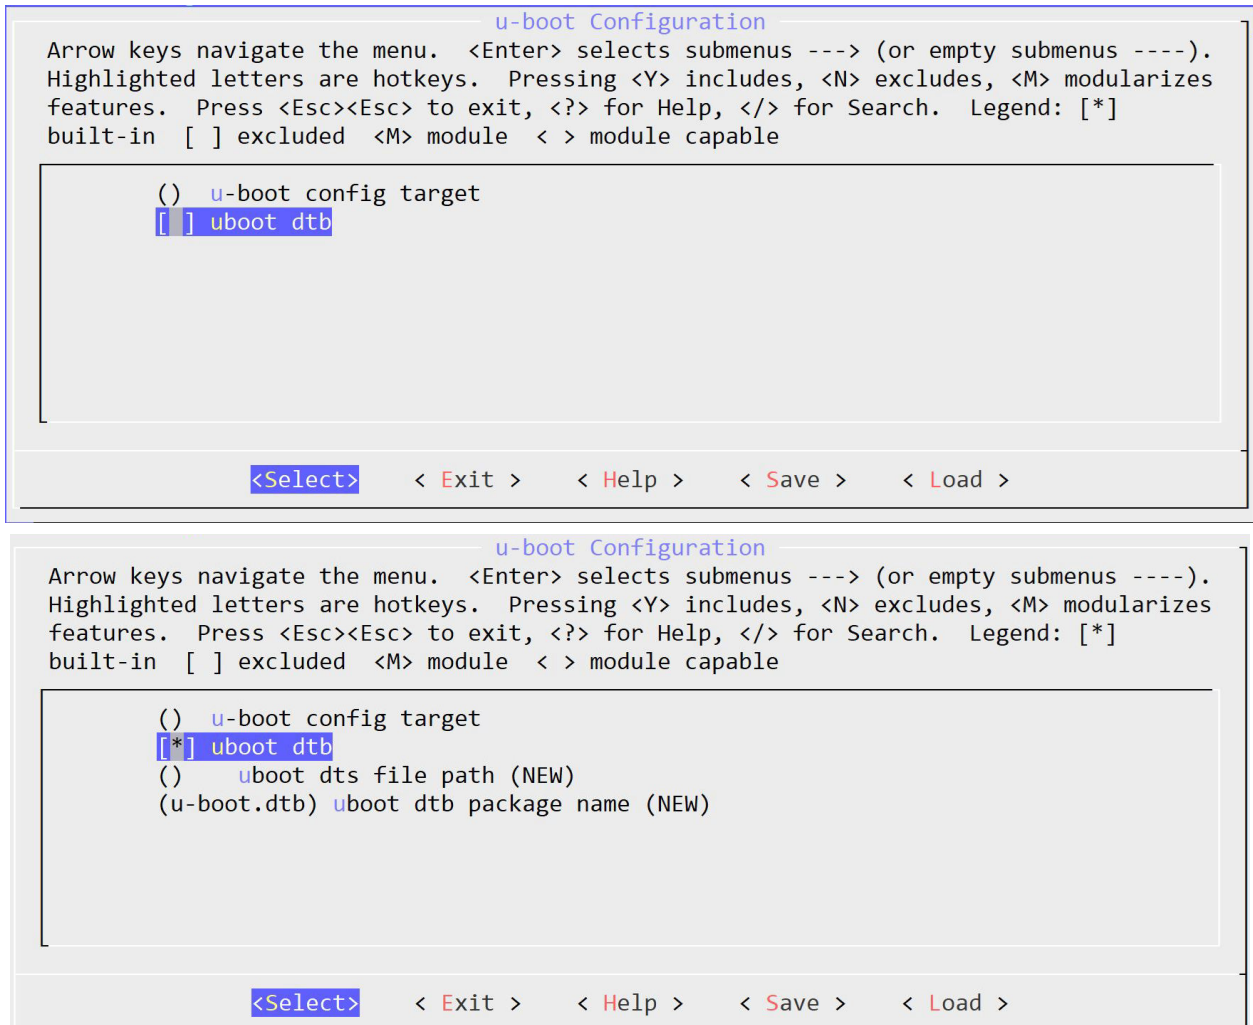 u-boot Configuration
Arrow keys navigate the menu.  <Enter> selects submenus ---> (or empty submenus ----).
Highlighted letters are hotkeys.  Pressing <Y> includes, <N> excludes, <M> modularizes
features.  Press <Esc><Esc> to exit, <?> for Help, </> for Search.  Legend: [*]
built-in  [ ] excluded  <M> module  < > module capable
()  u-boot config target
[ ] uboot dtb
<Select>    < Exit >    < Help >    < Save >    < Load >
u-boot Configuration
Arrow keys navigate the menu.  <Enter> selects submenus ---> (or empty submenus ----).
Highlighted letters are hotkeys.  Pressing <Y> includes, <N> excludes, <M> modularizes
features.  Press <Esc><Esc> to exit, <?> for Help, </> for Search.  Legend: [*]
built-in  [ ] excluded  <M> module  < > module capable
()  u-boot config target
[*] uboot dtb
()    uboot dts file path (NEW)
(u-boot.dtb) uboot dtb package name (NEW)
<Select>    < Exit >    < Help >    < Save >    < Load >